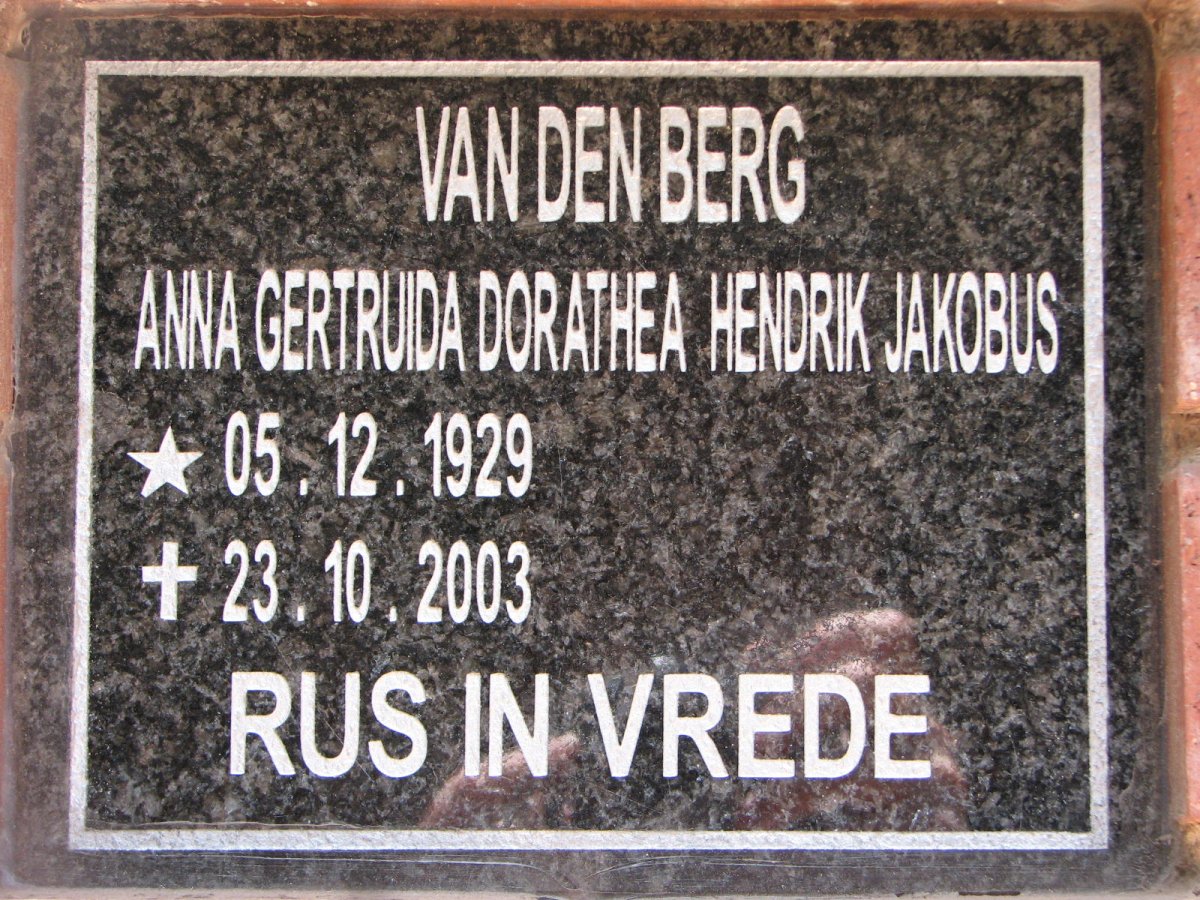 VAN DEN BERG
ANNA GERTRUIDA DORATHEA HENDRIK JAKOBUS
05 . 12 . 1929
23 . 10 . 2003
RUS IN VREDE